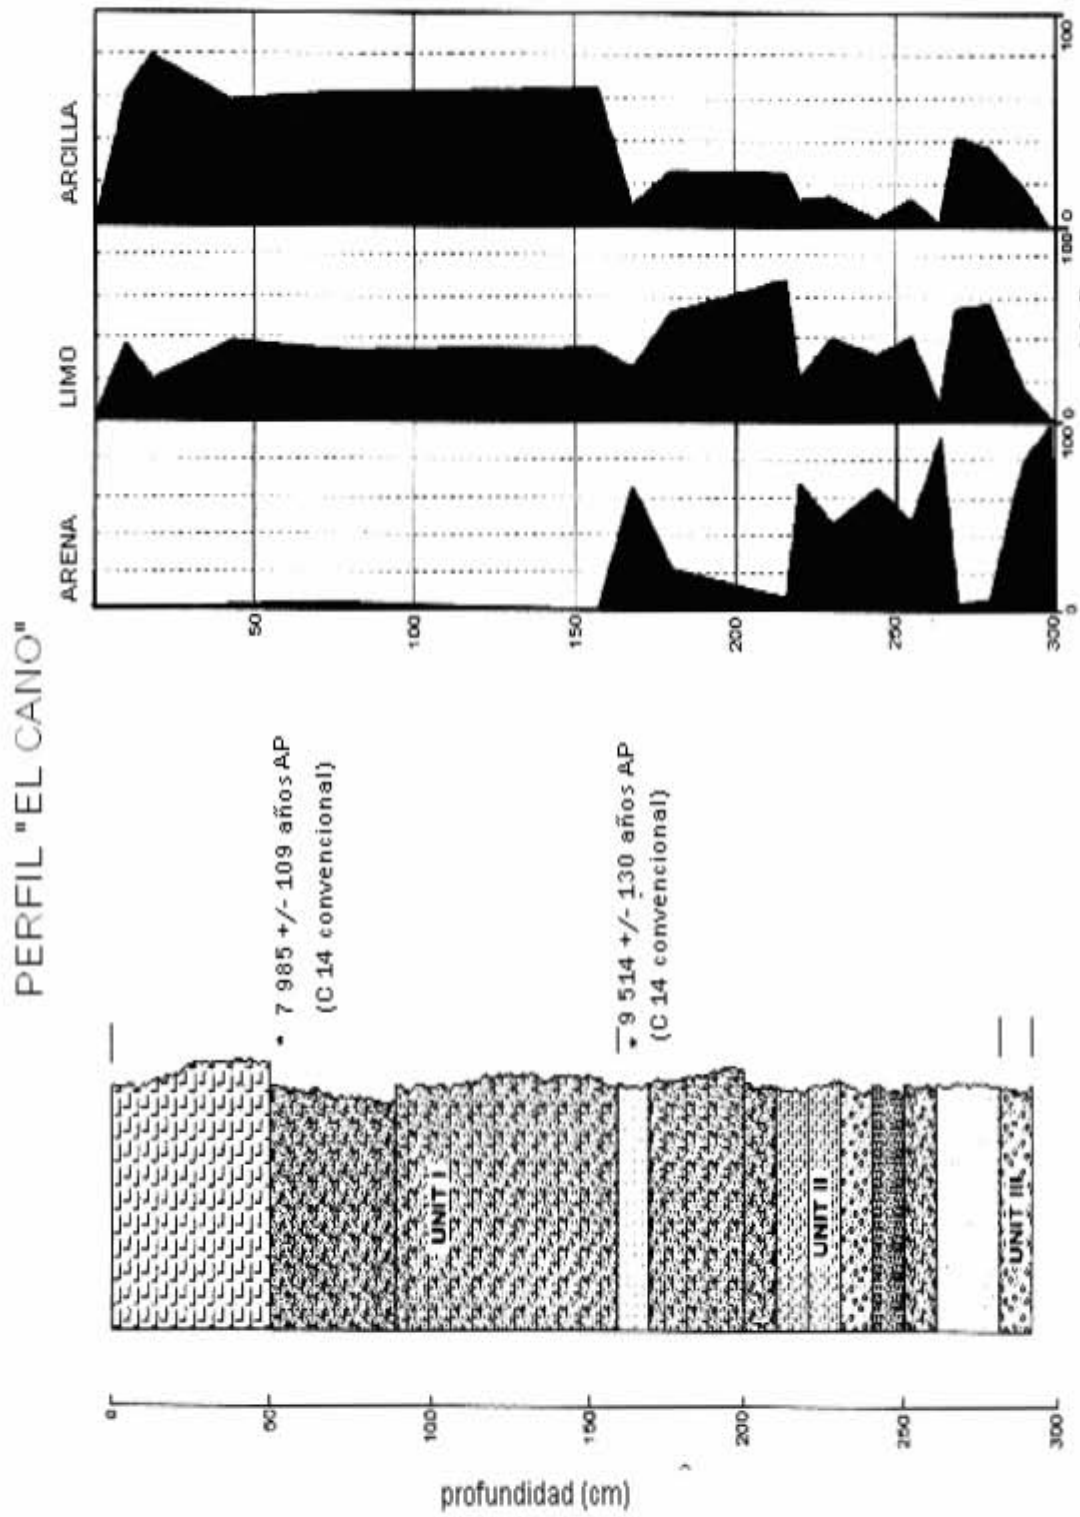 PERFIL "EL CANO"
profundidad (cm)
0
50
100
150
200
250
300
UNIT I
UNIT II
UNIT III
7 985 +/- 109 años AP
(C 14 convencional)
9 514 +/- 130 años AP
(C 14 convencional)
ARENA
LIMO
ARCILLA
50
100
150
200
250
300
0
100
0
100
0
100